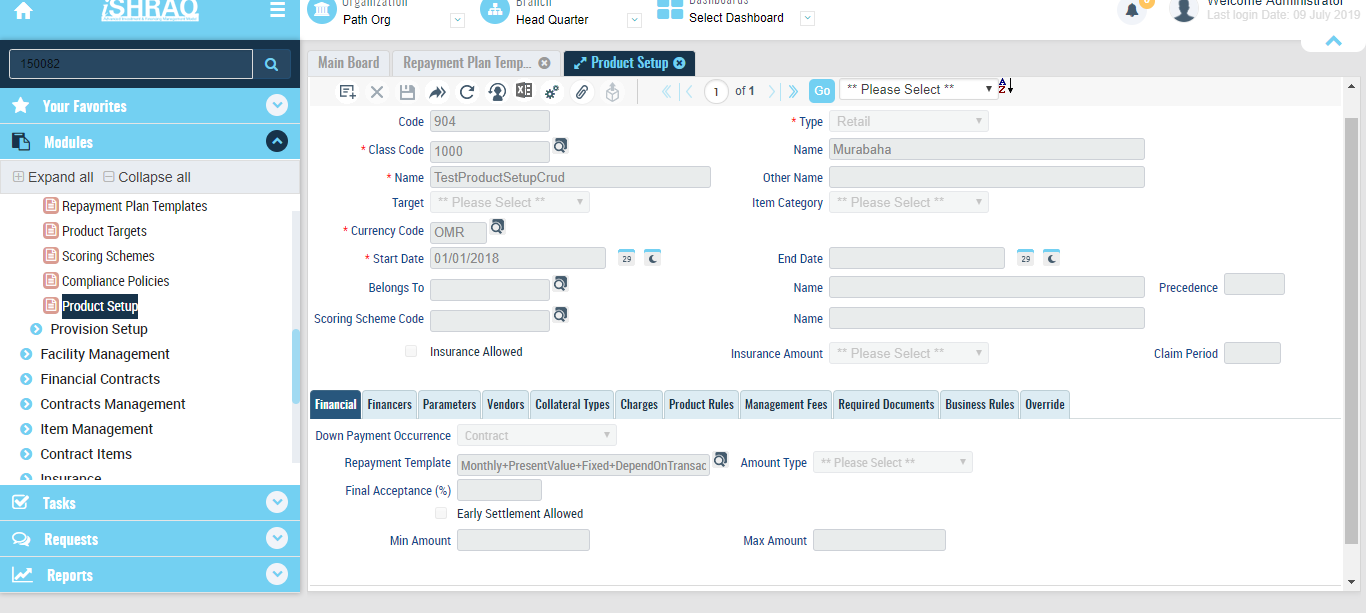 iSHRAQ
Organization
Path Org
Branch
Head Quarter
Dashboards
Select Dashboard
Welcome Administrator
Last login Date: 09 July 2019
150082
Your Favorites
Modules
Expand all Collapse all
Repayment Plan Templates
Product Targets
Scoring Schemes
Compliance Policies
Product Setup
Provision Setup
Facility Management
Financial Contracts
Contracts Management
Item Management
Contract Items
Insurance
Tasks
Requests
Reports
Main Board Repayment Plan Temp... Product Setup
1 of 1 Go ** Please Select ** A Z
Code 904 * Type Retail
* Class Code 1000 Name Murabaha
* Name TestProductSetupCrud Other Name
Target ** Please Select ** Item Category ** Please Select **
* Currency Code OMR
* Start Date 01/01/2018 29 End Date 29
Belongs To Name Precedence
Scoring Scheme Code Name
Insurance Allowed Insurance Amount ** Please Select ** Claim Period
Financial Financers Parameters Vendors Collateral Types Charges Product Rules Management Fees Required Documents Business Rules Override
Down Payment Occurrence Contract
Repayment Template Monthly+PresentValue+Fixed+DependOnTransac Amount Type ** Please Select **
Final Acceptance (%)
Early Settlement Allowed
Min Amount Max Amount